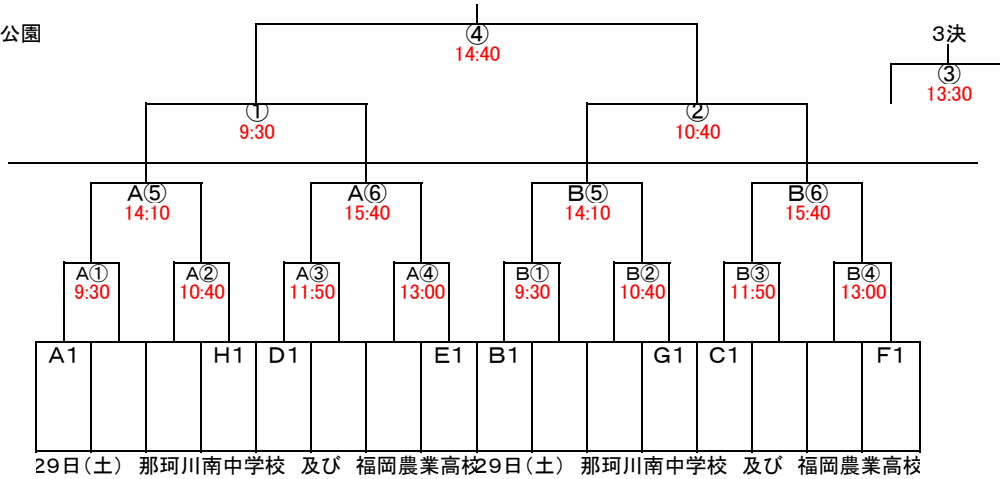 ④
14:40
公園
3決
③
13:30
①
9:30
②
10:40
A⑤
14:10
A⑥
15:40
B⑤
14:10
B⑥
15:40
A①
9:30
A②
10:40
A③
11:50
A④
13:00
B①
9:30
B②
10:40
B③
11:50
B④
13:00
A1 H1 D1 E1 B1 G1 C1 F1
29日(土) 那珂川南中学校 及び 福岡農業高校
29日(土) 那珂川南中学校 及び 福岡農業高校